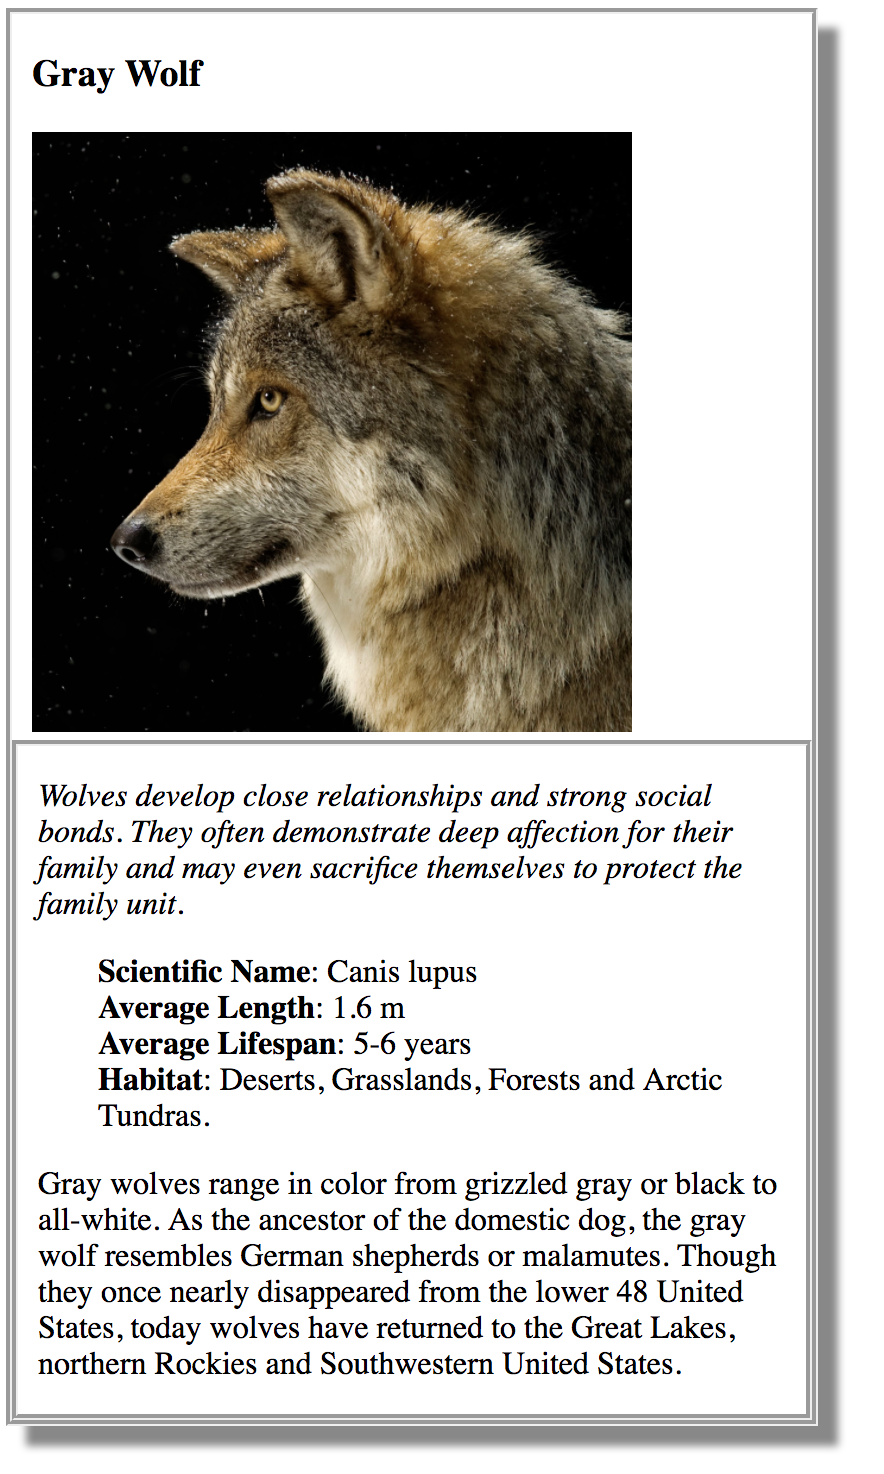 Gray Wolf
Wolves develop close relationships and strong social
bonds. They often demonstrate deep affection for their
family and may even sacrifice themselves to protect the
family unit.
Scientific Name: Canis lupus
Average Length: 1.6 m
Average Lifespan: 5-6 years
Habitat: Deserts, Grasslands, Forests and Arctic
Tundras.
Gray wolves range in color from grizzled gray or black to
all-white. As the ancestor of the domestic dog, the gray
wolf resembles German shepherds or malamutes. Though
they once nearly disappeared from the lower 48 United
States, today wolves have returned to the Great Lakes,
northern Rockies and Southwestern United States.